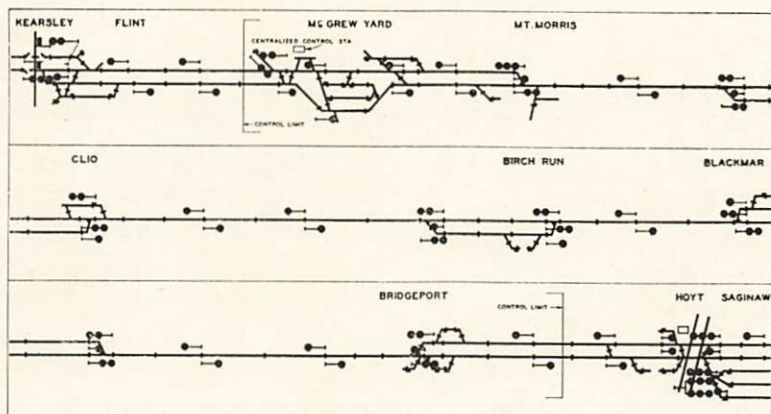 KEARSLEY FLINT McGREW YARD MT. MORRIS
CENTRALIZED CONTROL STA
CONTROL LIMIT
CLIO BIRCH RUN BLACKMAR
BRIDGEPORT HOYT SAGINAW
CONTROL LIMIT